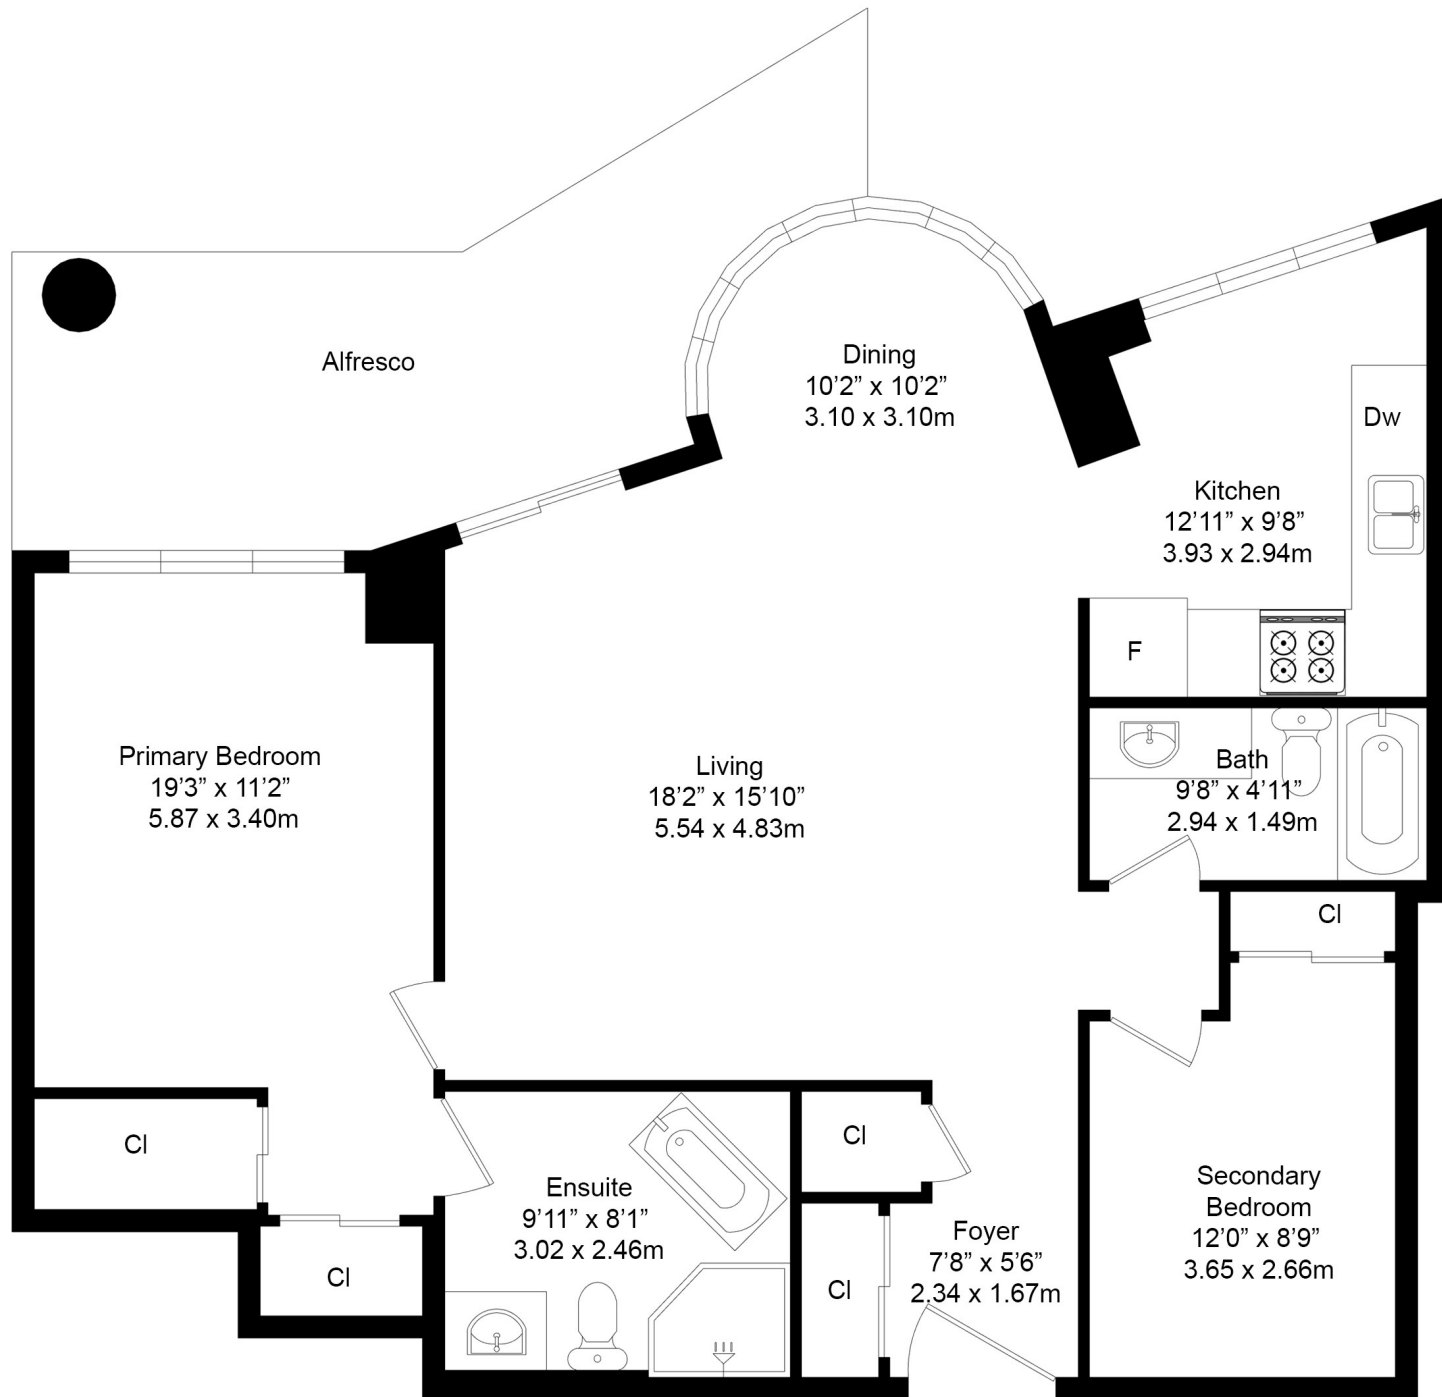 Alfresco
Dining
10’2” x 10’2”
3.10 x 3.10m
Dw
Kitchen
12’11” x 9’8”
3.93 x 2.94m
F
Primary Bedroom
19’3” x 11’2”
5.87 x 3.40m
Living
18’2” x 15’10”
5.54 x 4.83m
Bath
9’8” x 4’11”
2.94 x 1.49m
Cl
Cl
Cl
Ensuite
9’11” x 8’1”
3.02 x 2.46m
Secondary
Bedroom
12’0” x 8’9”
3.65 x 2.66m
Foyer
7’8” x 5’6”
2.34 x 1.67m
Cl
Cl